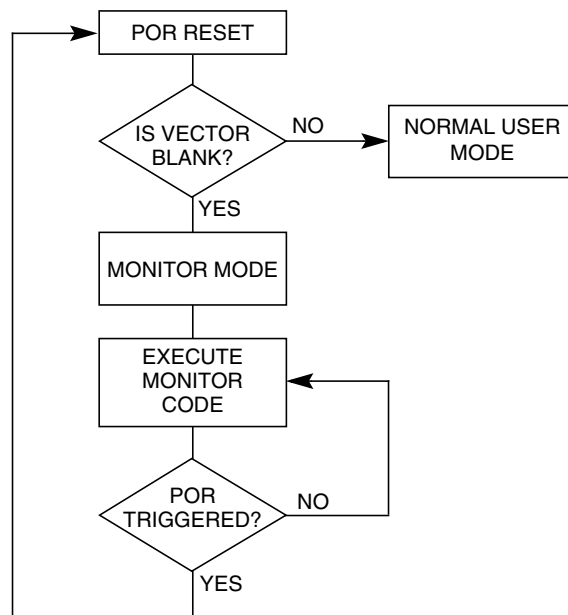 POR RESET
IS VECTOR
BLANK?
NO
NORMAL USER
MODE
YES
MONITOR MODE
EXECUTE
MONITOR
CODE
POR
TRIGGERED?
NO
YES